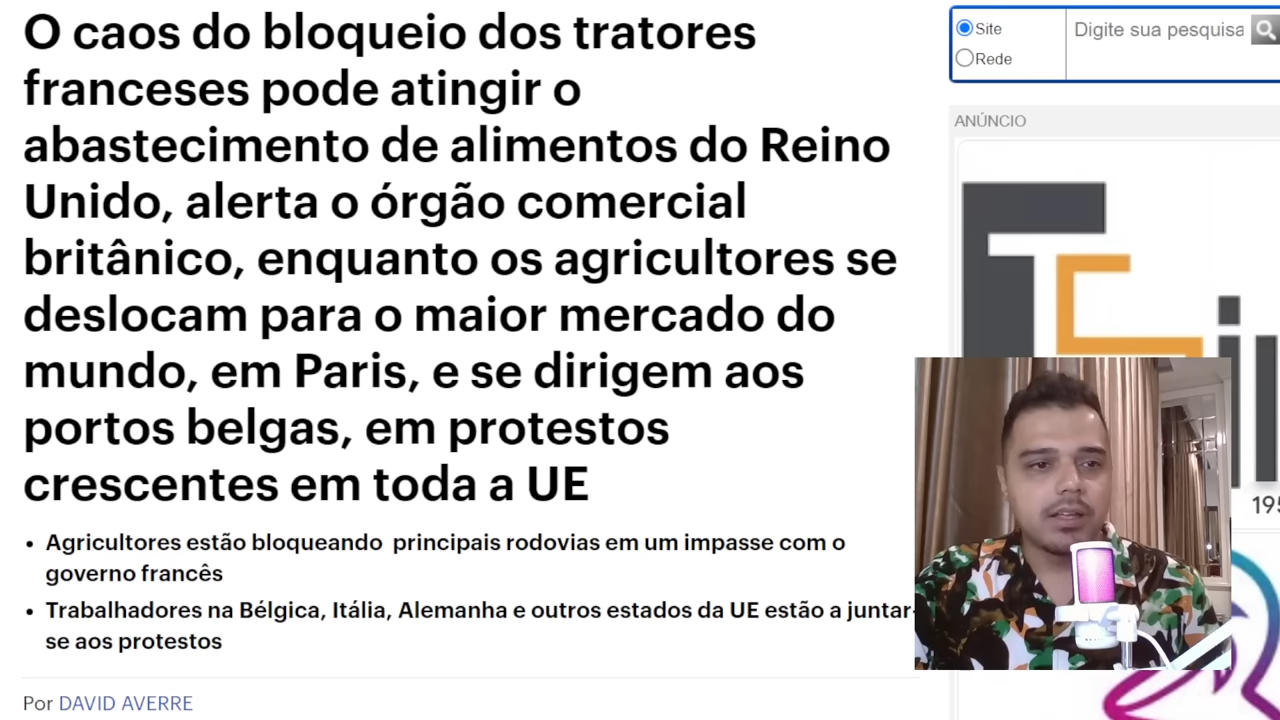 O caos do bloqueio dos tratores
franceses pode atingir o
abastecimento de alimentos do Reino
Unido, alerta o órgão comercial
britânico, enquanto os agricultores se
deslocam para o maior mercado do
mundo, em Paris, e se dirigem aos
portos belgas, em protestos
crescentes em toda a UE
• Agricultores estão bloqueando principais rodovias em um impasse com o
governo francês
• Trabalhadores na Bélgica, Itália, Alemanha e outros estados da UE estão a juntar-
se aos protestos
Por DAVID AVERRE
Site
Rede
Digite sua pesquisa
ANÚNCIO
195